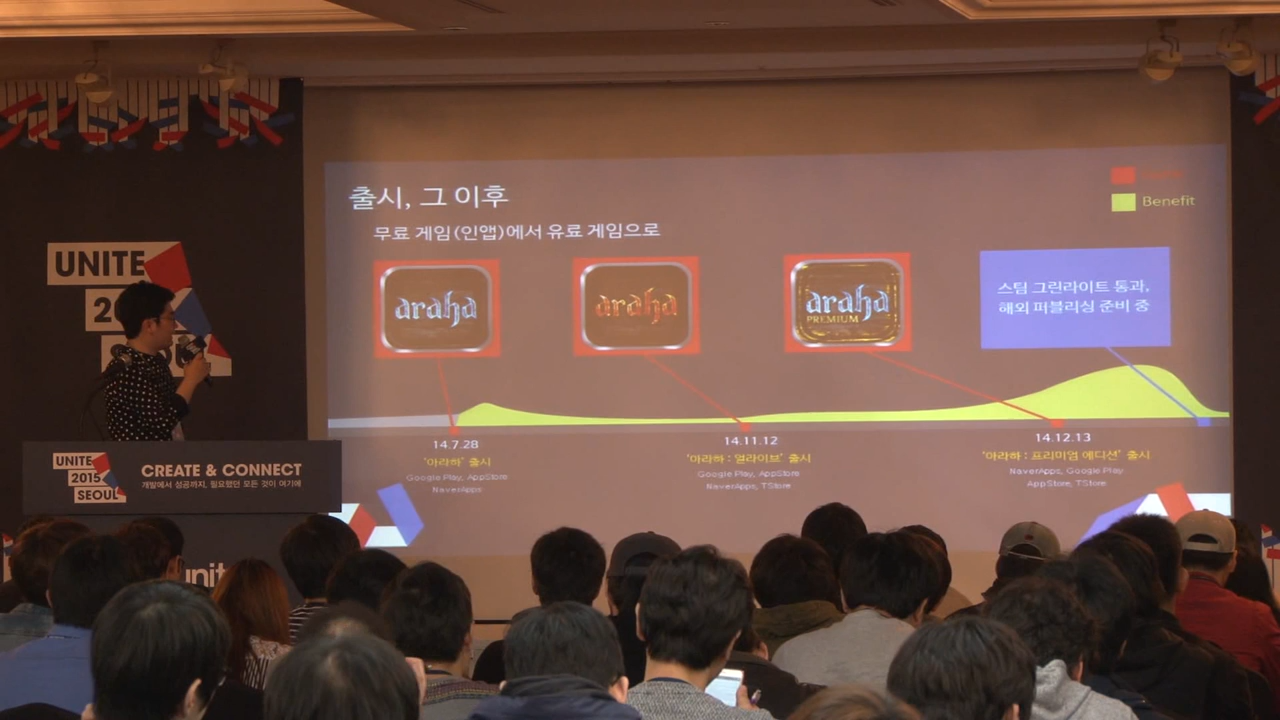 출시, 그 이후
무료 게임(인앱)에서 유료 게임으로
Benefit
araha
araha
araha
PREMIUM
스팀 그린라이트 통과,
해외 퍼블리싱 준비 중
14.7.28
'아라하' 출시
Google Play, AppStore
NaverApps
14.11.12
'아라하 : 얼라이브' 출시
Google Play, AppStore
NaverApps, TStore
14.12.13
'아라하 : 프리미엄 에디션' 출시
NaverApps, Google Play
AppStore, TStore
UNITE
UNITE
2015
SEOUL
CREATE & CONNECT
개발에서 성공까지, 필요했던 모든 것이 여기에